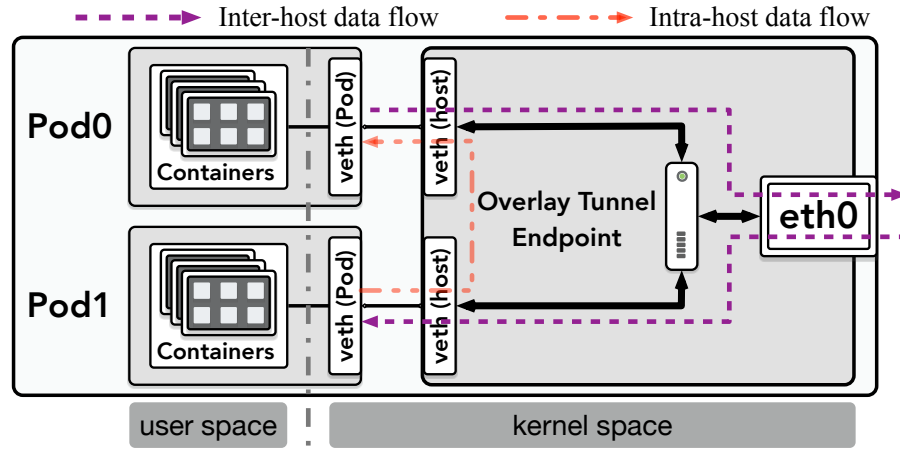 Inter-host data flow
Intra-host data flow
Pod0
Containers
veth (Pod)
veth (host)
Overlay Tunnel
Endpoint
eth0
Pod1
Containers
veth (Pod)
veth (host)
user space
kernel space